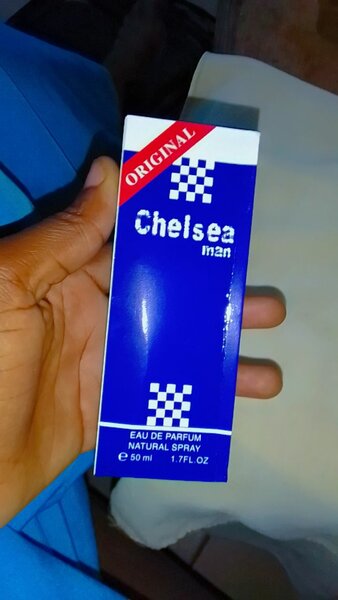 ORIGINAL
Chelsea
man
EAU DE PARFUM
NATURAL SPRAY
℮ 50 ml 1.7FL.OZ